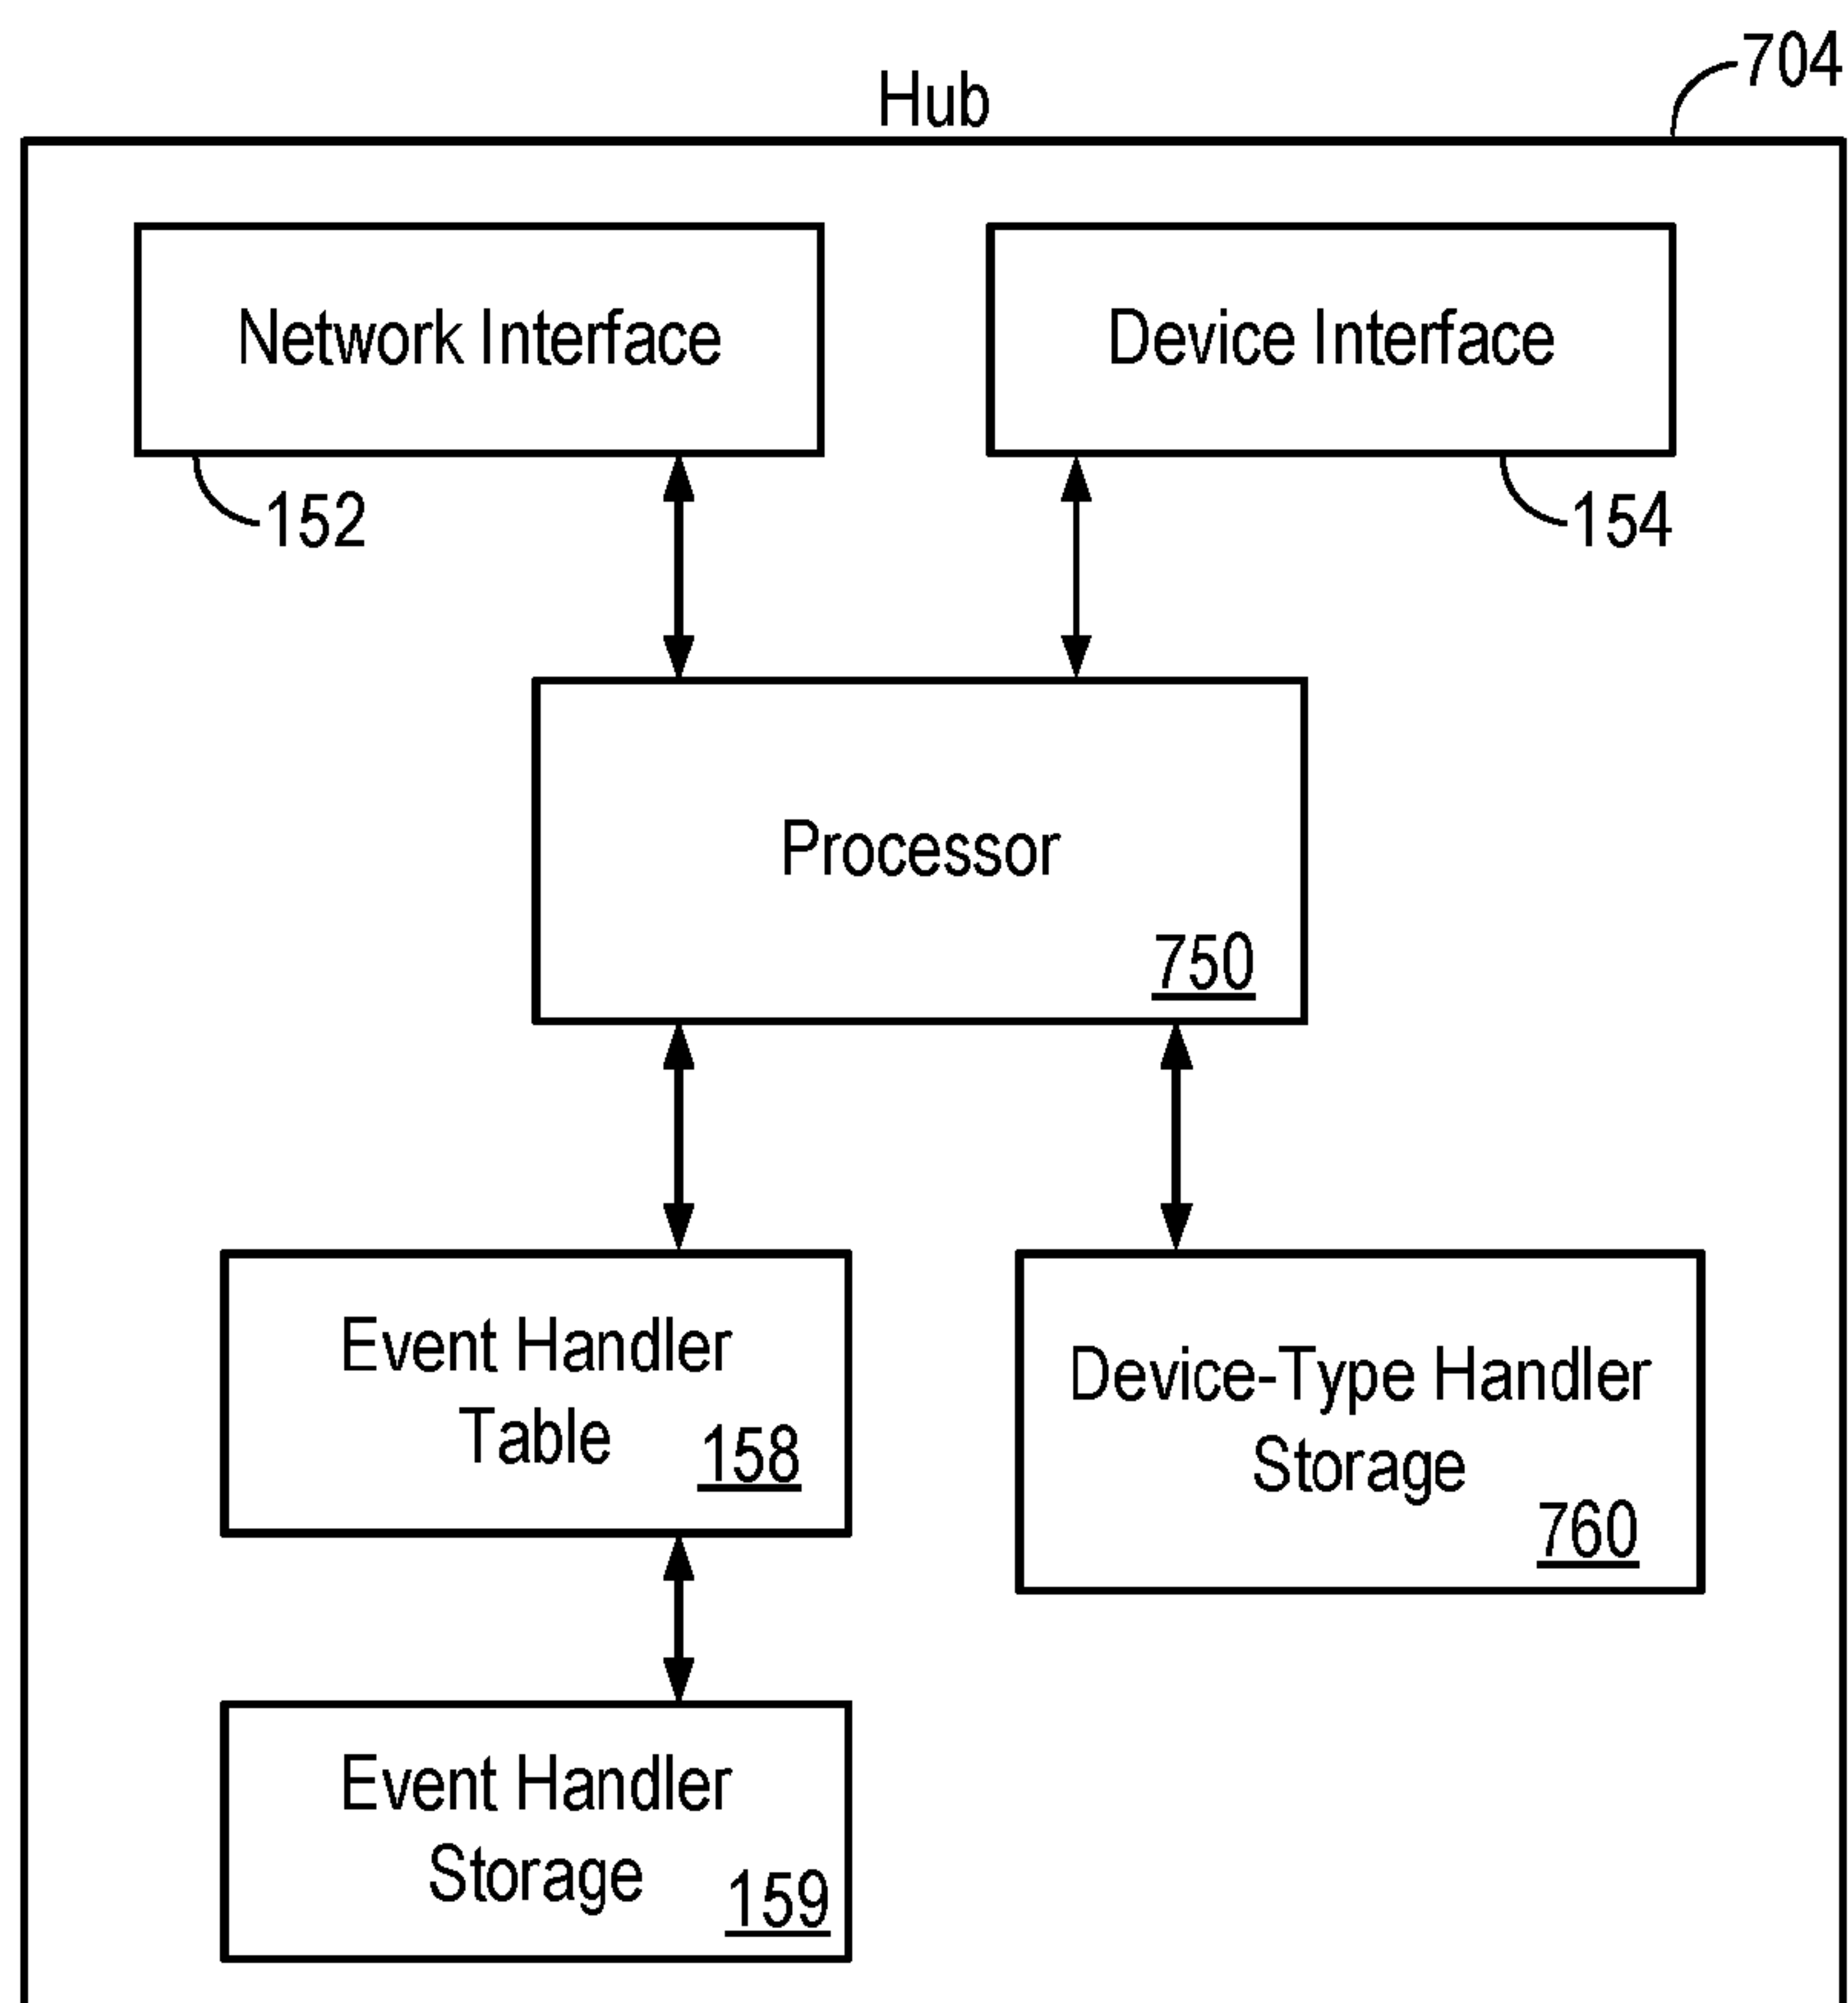 704
Hub
Network Interface
Device Interface
152
154
Processor
750
Event Handler
Table
158
Device-Type Handler
Storage
760
Event Handler
Storage
159